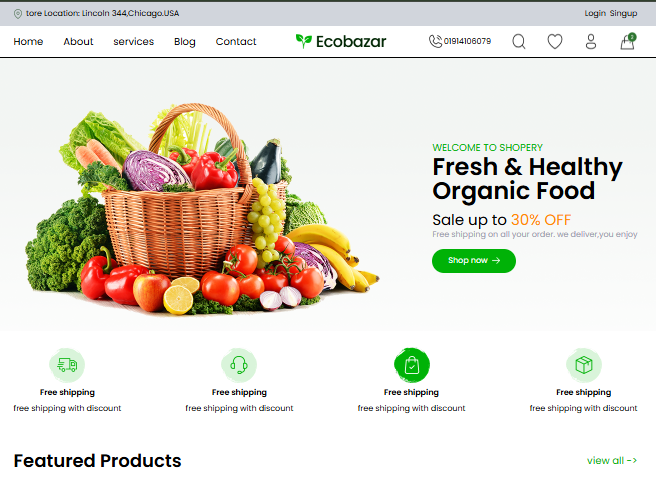 tore Location: Lincoln 344,Chicago.USA
Login Singup
Home About services Blog Contact
Ecobazar
01914106079
2
WELCOME TO SHOPERY
Fresh & Healthy
Organic Food
Sale up to 30% OFF
Free shipping on all your order. we deliver,you enjoy
Shop now →
Free shipping
free shipping with discount
Free shipping
free shipping with discount
Free shipping
free shipping with discount
Free shipping
free shipping with discount
Featured Products
view all ->